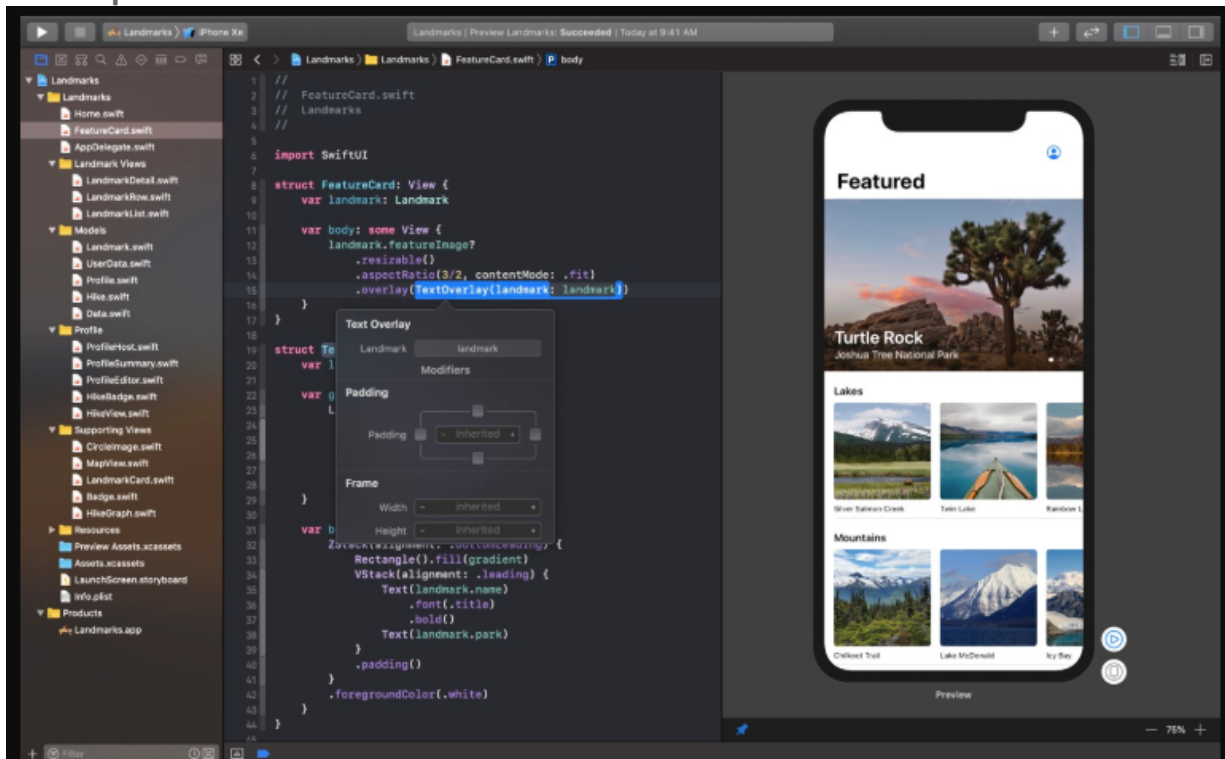 Landmarks
iPhone Xʀ
Landmarks | Preview Landmarks: Succeeded | Today at 9:41 AM
Landmarks
Landmarks
FeatureCard.swift
P
body
Landmarks
Landmarks
Home.swift
FeatureCard.swift
AppDelegate.swift
Landmark Views
LandmarkDetail.swift
LandmarkRow.swift
LandmarkList.swift
Models
Landmark.swift
UserData.swift
Profile.swift
Hike.swift
Data.swift
Profile
ProfileHost.swift
ProfileSummary.swift
ProfileEditor.swift
HikeBadge.swift
HikeView.swift
Supporting Views
CircleImage.swift
MapView.swift
LandmarkCard.swift
Badge.swift
HikeGraph.swift
Resources
Preview Assets.xcassets
Assets.xcassets
LaunchScreen.storyboard
Info.plist
Products
Landmarks.app
Filter
1 //
2 // FeatureCard.swift
3 // Landmarks
4 //
5
6 import SwiftUI
7
8 struct FeatureCard: View {
9 var landmark: Landmark
10
11 var body: some View {
12 landmark.featureImage?
13 .resizable()
14 .aspectRatio(3/2, contentMode: .fit)
15 .overlay(TextOverlay(landmark: landmark))
16 }
17 }
18
19 struct Te
20 var l
21
22 var g
23 L
24
25
26
27
28
29 }
30
31 var b
32 ZStack(alignment: .bottomLeading) {
33 Rectangle().fill(gradient)
34 VStack(alignment: .leading) {
35 Text(landmark.name)
36 .font(.title)
37 .bold()
38 Text(landmark.park)
39 }
40 .padding()
41 }
42 .foregroundColor(.white)
43 }
44 }
45
Text Overlay
Landmark landmark
Modifiers
Padding
Padding - inherited +
Frame
Width - inherited +
Height - inherited +
Featured
Turtle Rock
Joshua Tree National Park
Lakes
Silver Salmon Creek
Twin Lake
Rainbow L
Mountains
Chilkoot Trail
Lake McDonald
Icy Bay
Preview
— 75% +